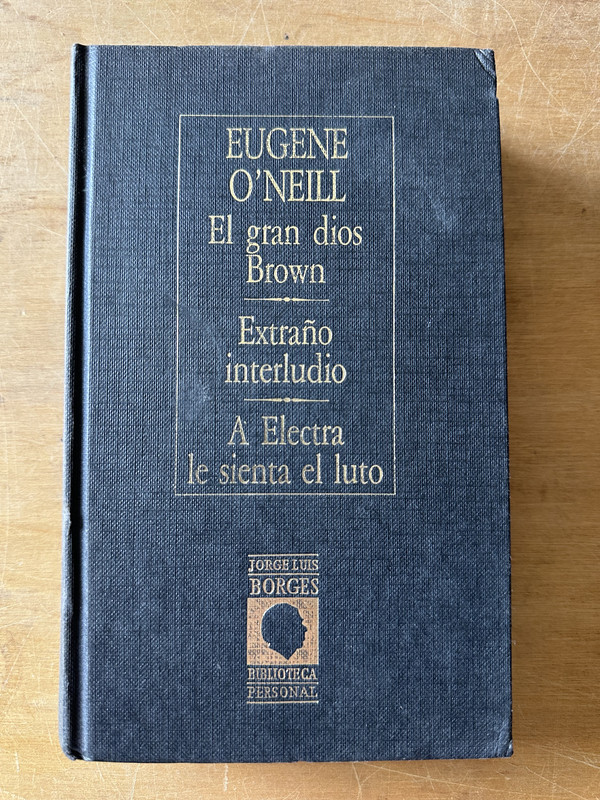 EUGENE
O'NEILL
El gran dios
Brown
Extraño
interludio
A Electra
le sienta el luto
JORGE LUIS
BORGES
BIBLIOTECA
PERSONAL